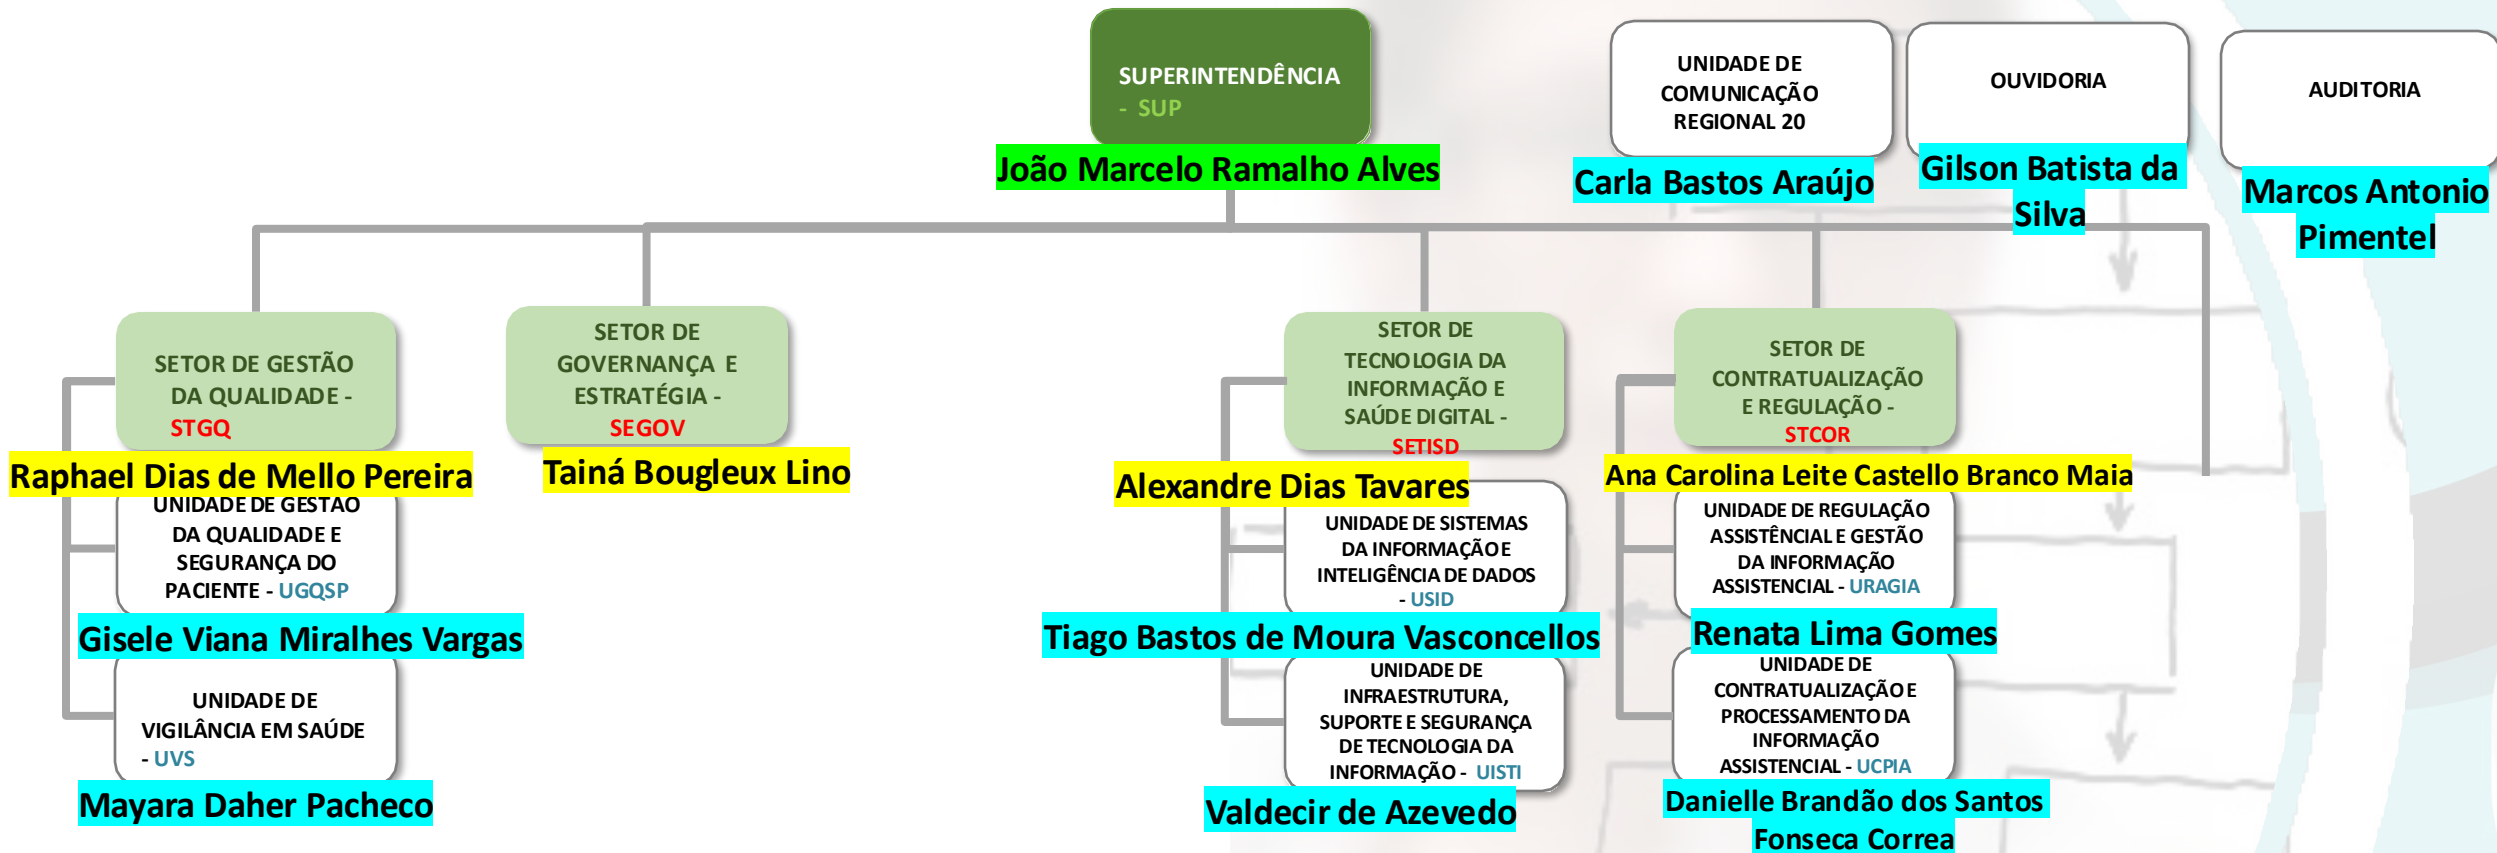 SUPERINTENDÊNCIA
- SUP
João Marcelo Ramalho Alves
UNIDADE DE
COMUNICAÇÃO
REGIONAL 20
Carla Bastos Araújo
OUVIDORIA
Gilson Batista da
Silva
AUDITORIA
Marcos Antonio
Pimentel
SETOR DE GESTÃO
DA QUALIDADE -
STGQ
Raphael Dias de Mello Pereira
UNIDADE DE GESTÃO
DA QUALIDADE E
SEGURANÇA DO
PACIENTE - UGQSP
Gisele Viana Miralhes Vargas
UNIDADE DE
VIGILÂNCIA EM SAÚDE
- UVS
Mayara Daher Pacheco
SETOR DE
GOVERNANÇA E
ESTRATÉGIA -
SEGOV
Tainá Bougleux Lino
SETOR DE
TECNOLOGIA DA
INFORMAÇÃO E
SAÚDE DIGITAL -
SETISD
Alexandre Dias Tavares
UNIDADE DE SISTEMAS
DA INFORMAÇÃO E
INTELIGÊNCIA DE DADOS
- USID
Tiago Bastos de Moura Vasconcellos
UNIDADE DE
INFRAESTRUTURA,
SUPORTE E SEGURANÇA
DE TECNOLOGIA DA
INFORMAÇÃO - UISTI
Valdecir de Azevedo
SETOR DE
CONTRATUALIZAÇÃO
E REGULAÇÃO -
STCOR
Ana Carolina Leite Castello Branco Maia
UNIDADE DE REGULAÇÃO
ASSISTÊNCIAL E GESTÃO
DA INFORMAÇÃO
ASSISTENCIAL - URAGIA
Renata Lima Gomes
UNIDADE DE
CONTRATUALIZAÇÃO E
PROCESSAMENTO DA
INFORMAÇÃO
ASSISTENCIAL - UCPIA
Danielle Brandão dos Santos
Fonseca Correa